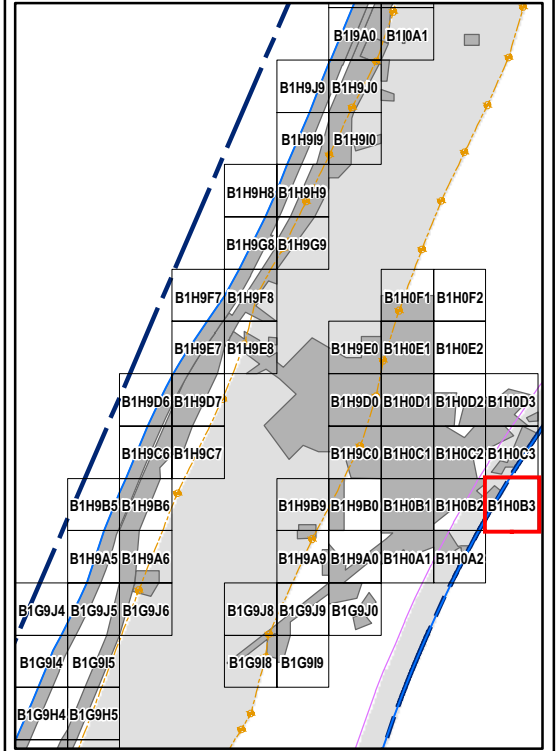 B1I9A0 B1I0A1
B1H9J9 B1H9J0
B1H9I9 B1H9I0
B1H9H8 B1H9H9
B1H9G8 B1H9G9
B1H9F7 B1H9F8 B1H0F1 B1H0F2
B1H9E7 B1H9E8 B1H9E0 B1H0E1 B1H0E2
B1H9D6 B1H9D7 B1H9D0 B1H0D1 B1H0D2 B1H0D3
B1H9C6 B1H9C7 B1H9C0 B1H0C1 B1H0C2 B1H0C3
B1H9B5 B1H9B6 B1H9B9 B1H9B0 B1H0B1 B1H0B2 B1H0B3
B1H9A5 B1H9A6 B1H9A9 B1H9A0 B1H0A1 B1H0A2
B1G9J4 B1G9J5 B1G9J6 B1G9J8 B1G9J9 B1G9J0
B1G9I4 B1G9I5 B1G9I8 B1G9I9
B1G9H4 B1G9H5